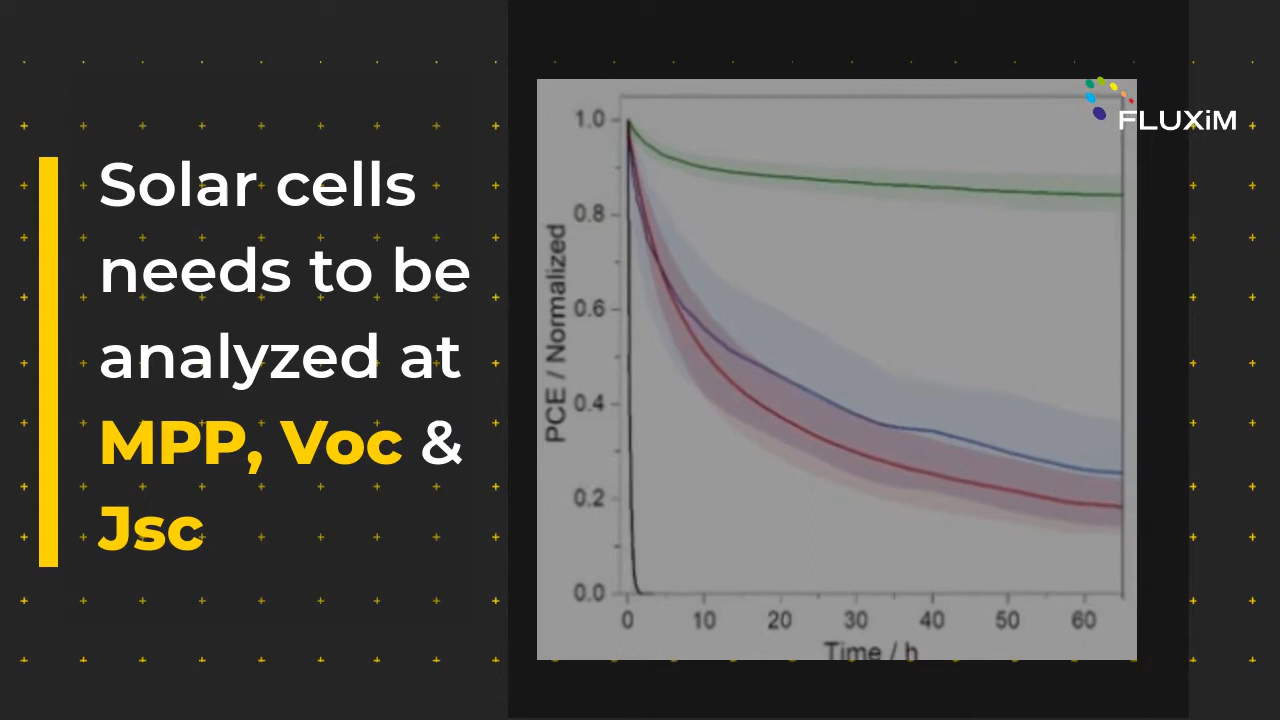 Solar cells
needs to be
analyzed at
MPP, Voc &
Jsc
FLUXiM
1.0
0.8
0.6
0.4
0.2
0.0
PCE / Normalized
0 10 20 30 40 50 60
Time / h